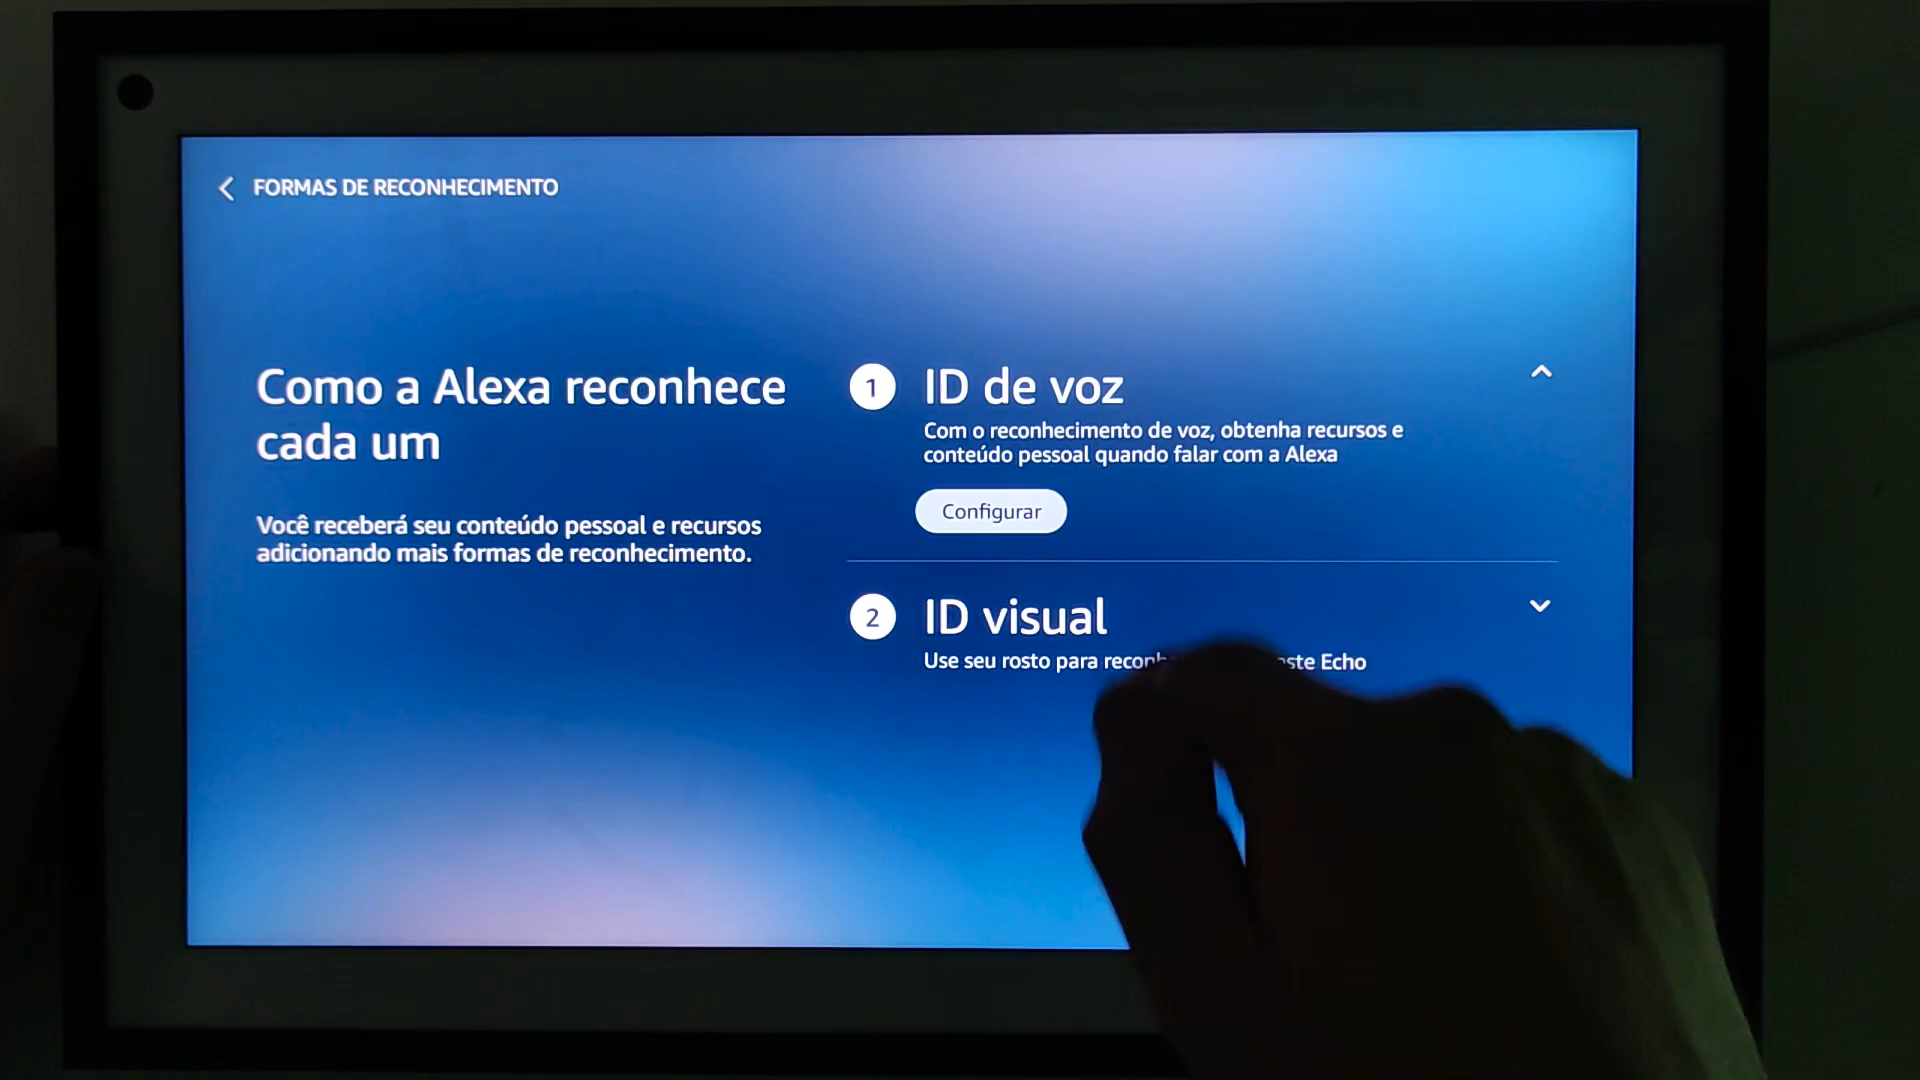 FORMAS DE RECONHECIMENTO
Como a Alexa reconhece
cada um
Você receberá seu conteúdo pessoal e recursos
adicionando mais formas de reconhecimento.
1 ID de voz
Com o reconhecimento de voz, obtenha recursos e
conteúdo pessoal quando falar com a Alexa
Configurar
2 ID visual
Use seu rosto para Echo